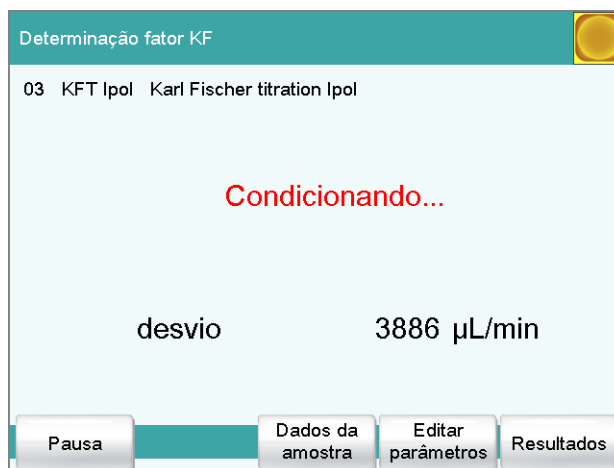 Determinação fator KF
03 KFT Ipol Karl Fischer titration Ipol
Condicionando...
desvio 3886 µL/min
Pausa
Dados da
amostra
Editar
parâmetros
Resultados